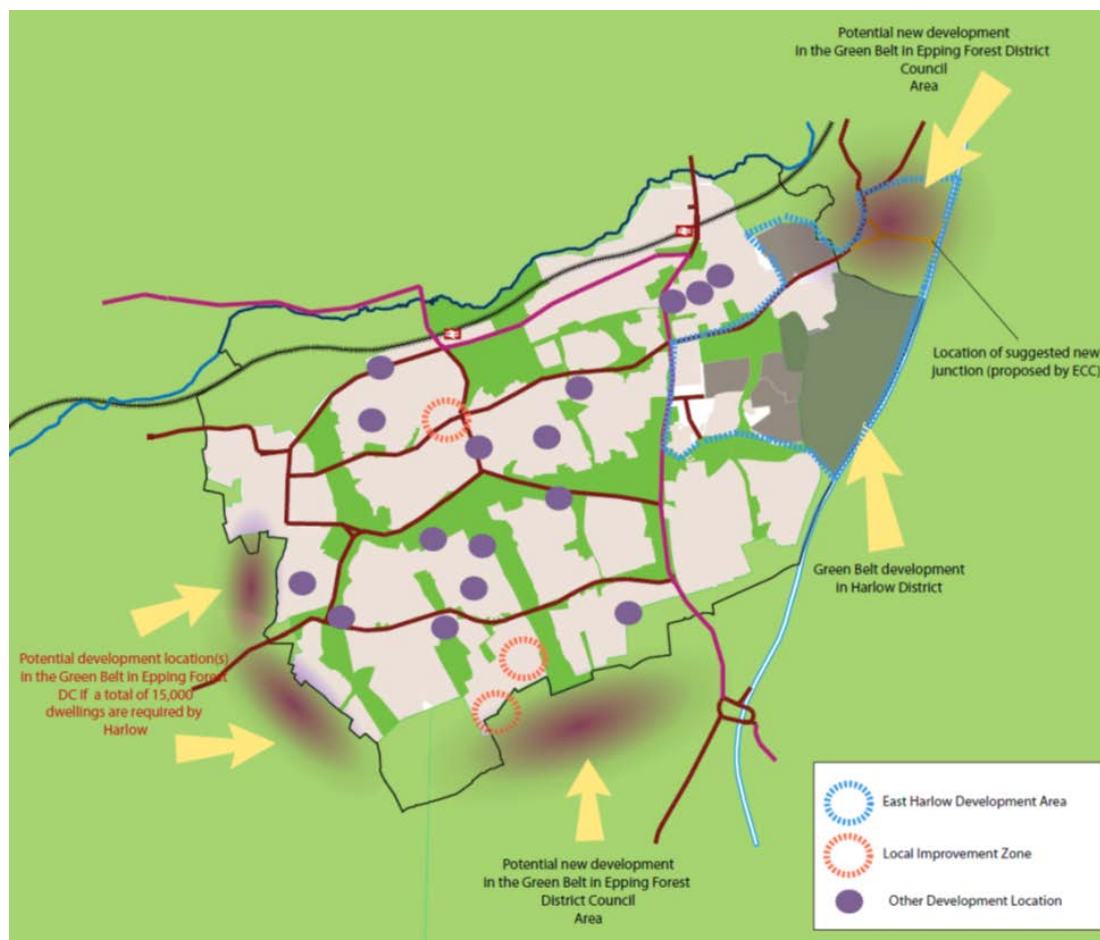 Potential new development
in the Green Belt in Epping Forest District
Council
Area
Location of suggested new
junction (proposed by ECC)
Green Belt development
in Harlow District
Potential development location(s)
in the Green Belt in Epping Forest
DC if a total of 15,000
dwellings are required by
Harlow
Potential new development
in the Green Belt in Epping Forest
District Council
Area
East Harlow Development Area
Local Improvement Zone
Other Development Location